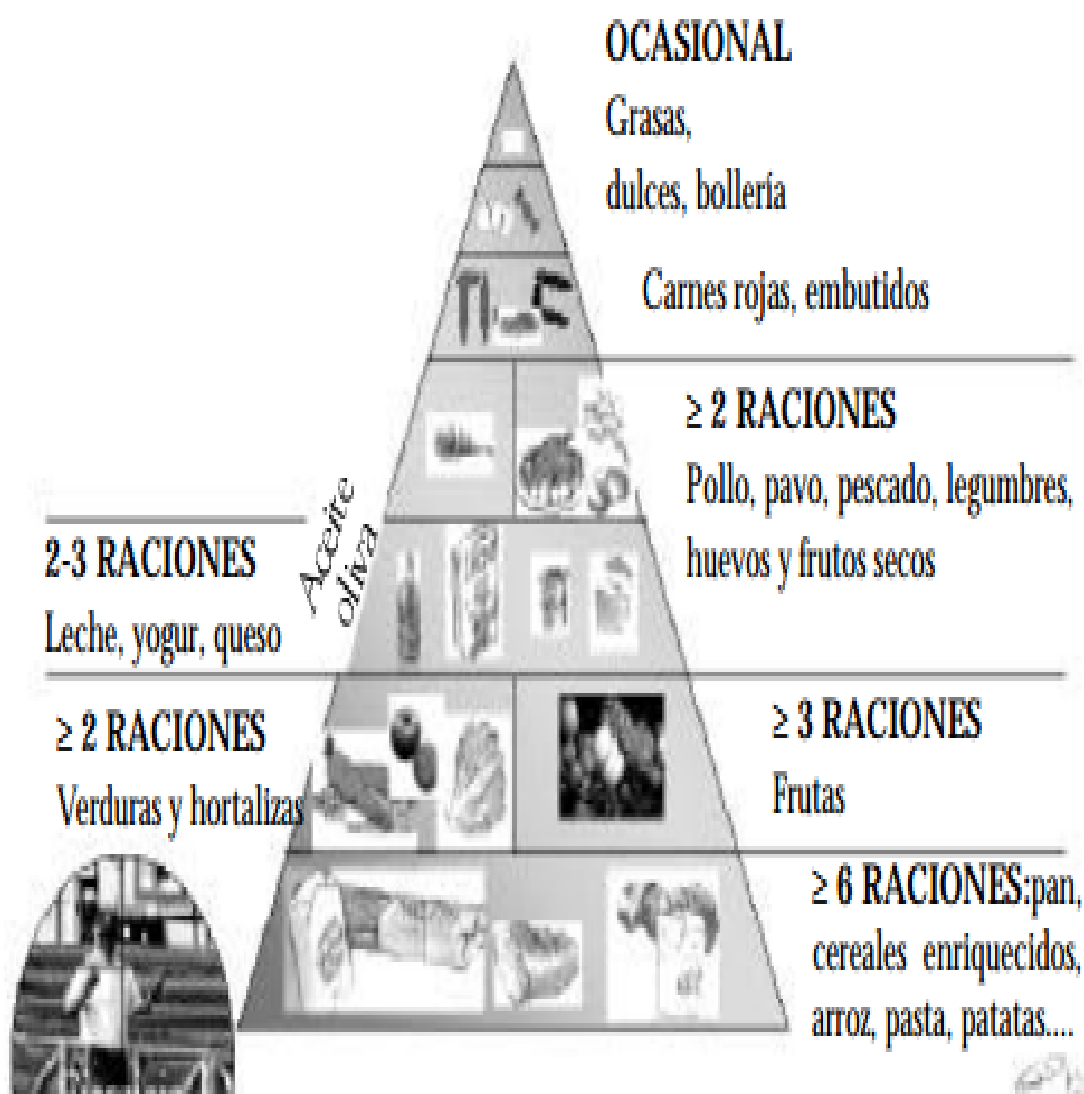 OCASIONAL
Grasas,
dulces, bollería
Carnes rojas, embutidos
≥ 2 RACIONES
Pollo, pavo, pescado, legumbres,
huevos y frutos secos
Aceite
oliva
2-3 RACIONES
Leche, yogur, queso
≥ 2 RACIONES
Verduras y hortalizas
≥ 3 RACIONES
Frutas
≥ 6 RACIONES:pan,
cereales enriquecidos,
arroz, pasta, patatas....